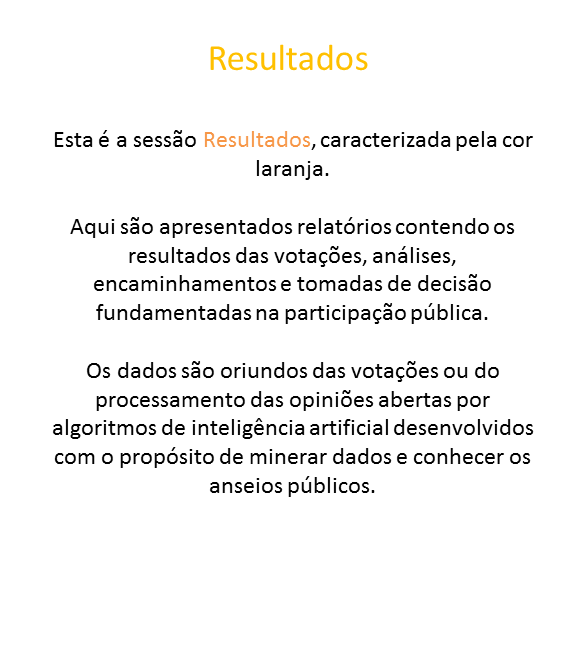 Resultados
Esta é a sessão Resultados, caracterizada pela cor
laranja.
Aqui são apresentados relatórios contendo os
resultados das votações, análises,
encaminhamentos e tomadas de decisão
fundamentadas na participação pública.
Os dados são oriundos das votações ou do
processamento das opiniões abertas por
algoritmos de inteligência artificial desenvolvidos
com o propósito de minerar dados e conhecer os
anseios públicos.